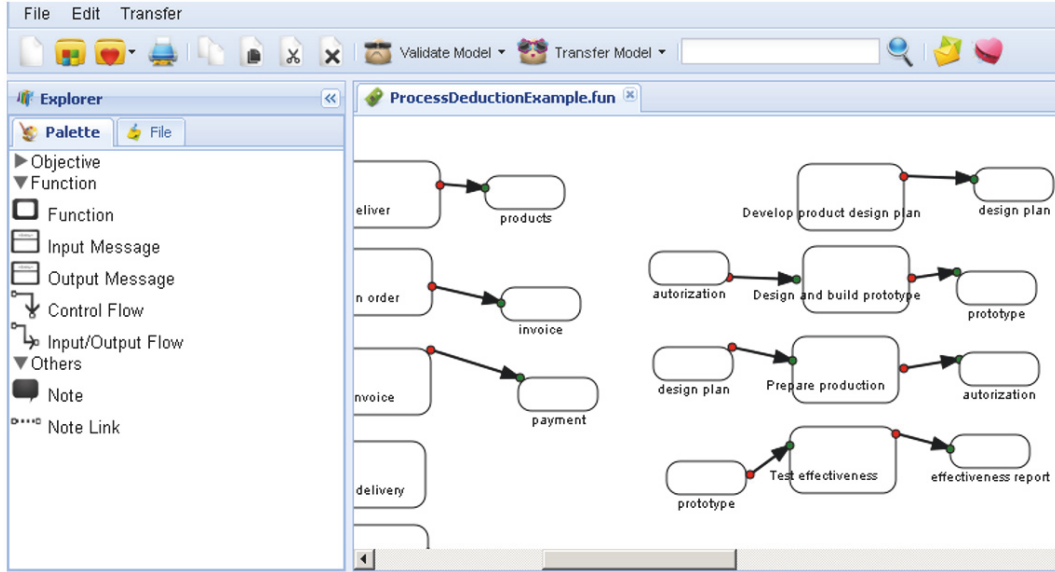 File Edit Transfer
Validate Model Transfer Model
Explorer
ProcessDeductionExample.fun
Palette File
Objective
Function
Function
Input Message
Output Message
Control Flow
Input/Output Flow
Others
Note
Note Link
eliver
products
n order
invoice
nvoice
payment
delivery
Develop product design plan
design plan
autorization
Design and build prototype
prototype
design plan
Prepare production
autorization
prototype
Test effectiveness
effectiveness report